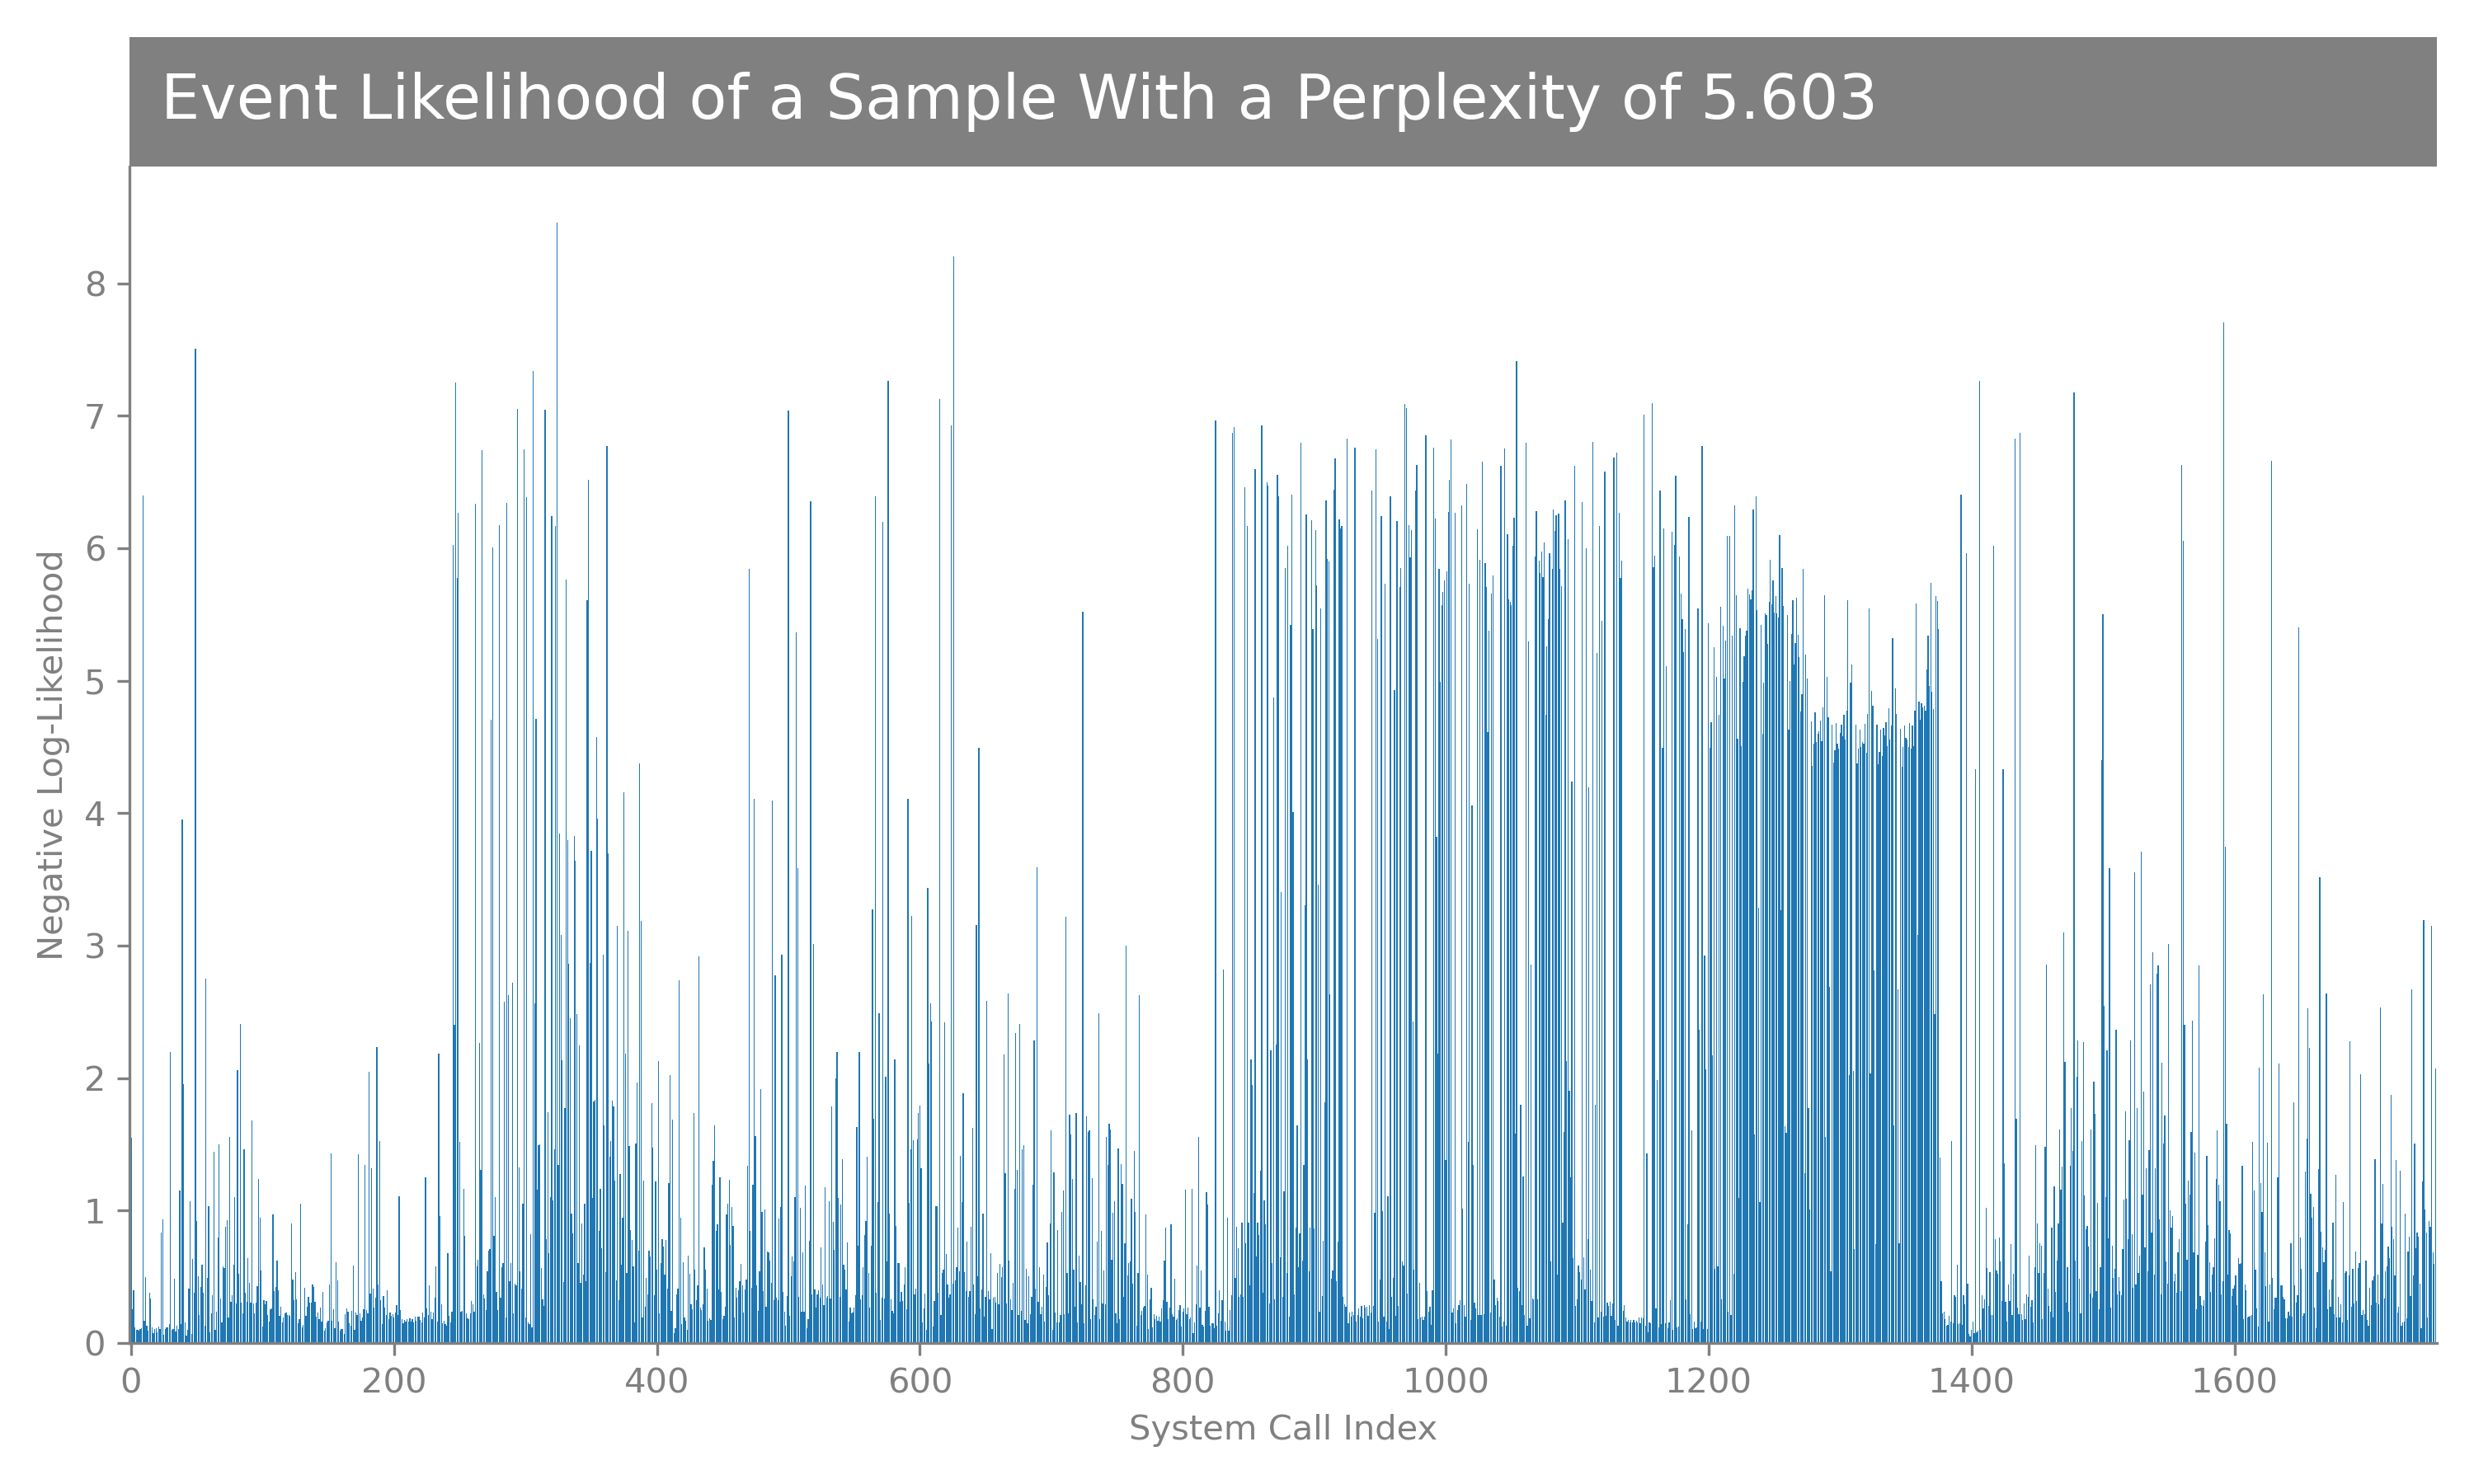 Event Likelihood of a Sample With a Perplexity of 5.603
8
7
6
5
4
3
2
1
0
Negative Log-Likelihood
0 200 400 600 800 1000 1200 1400 1600
System Call Index